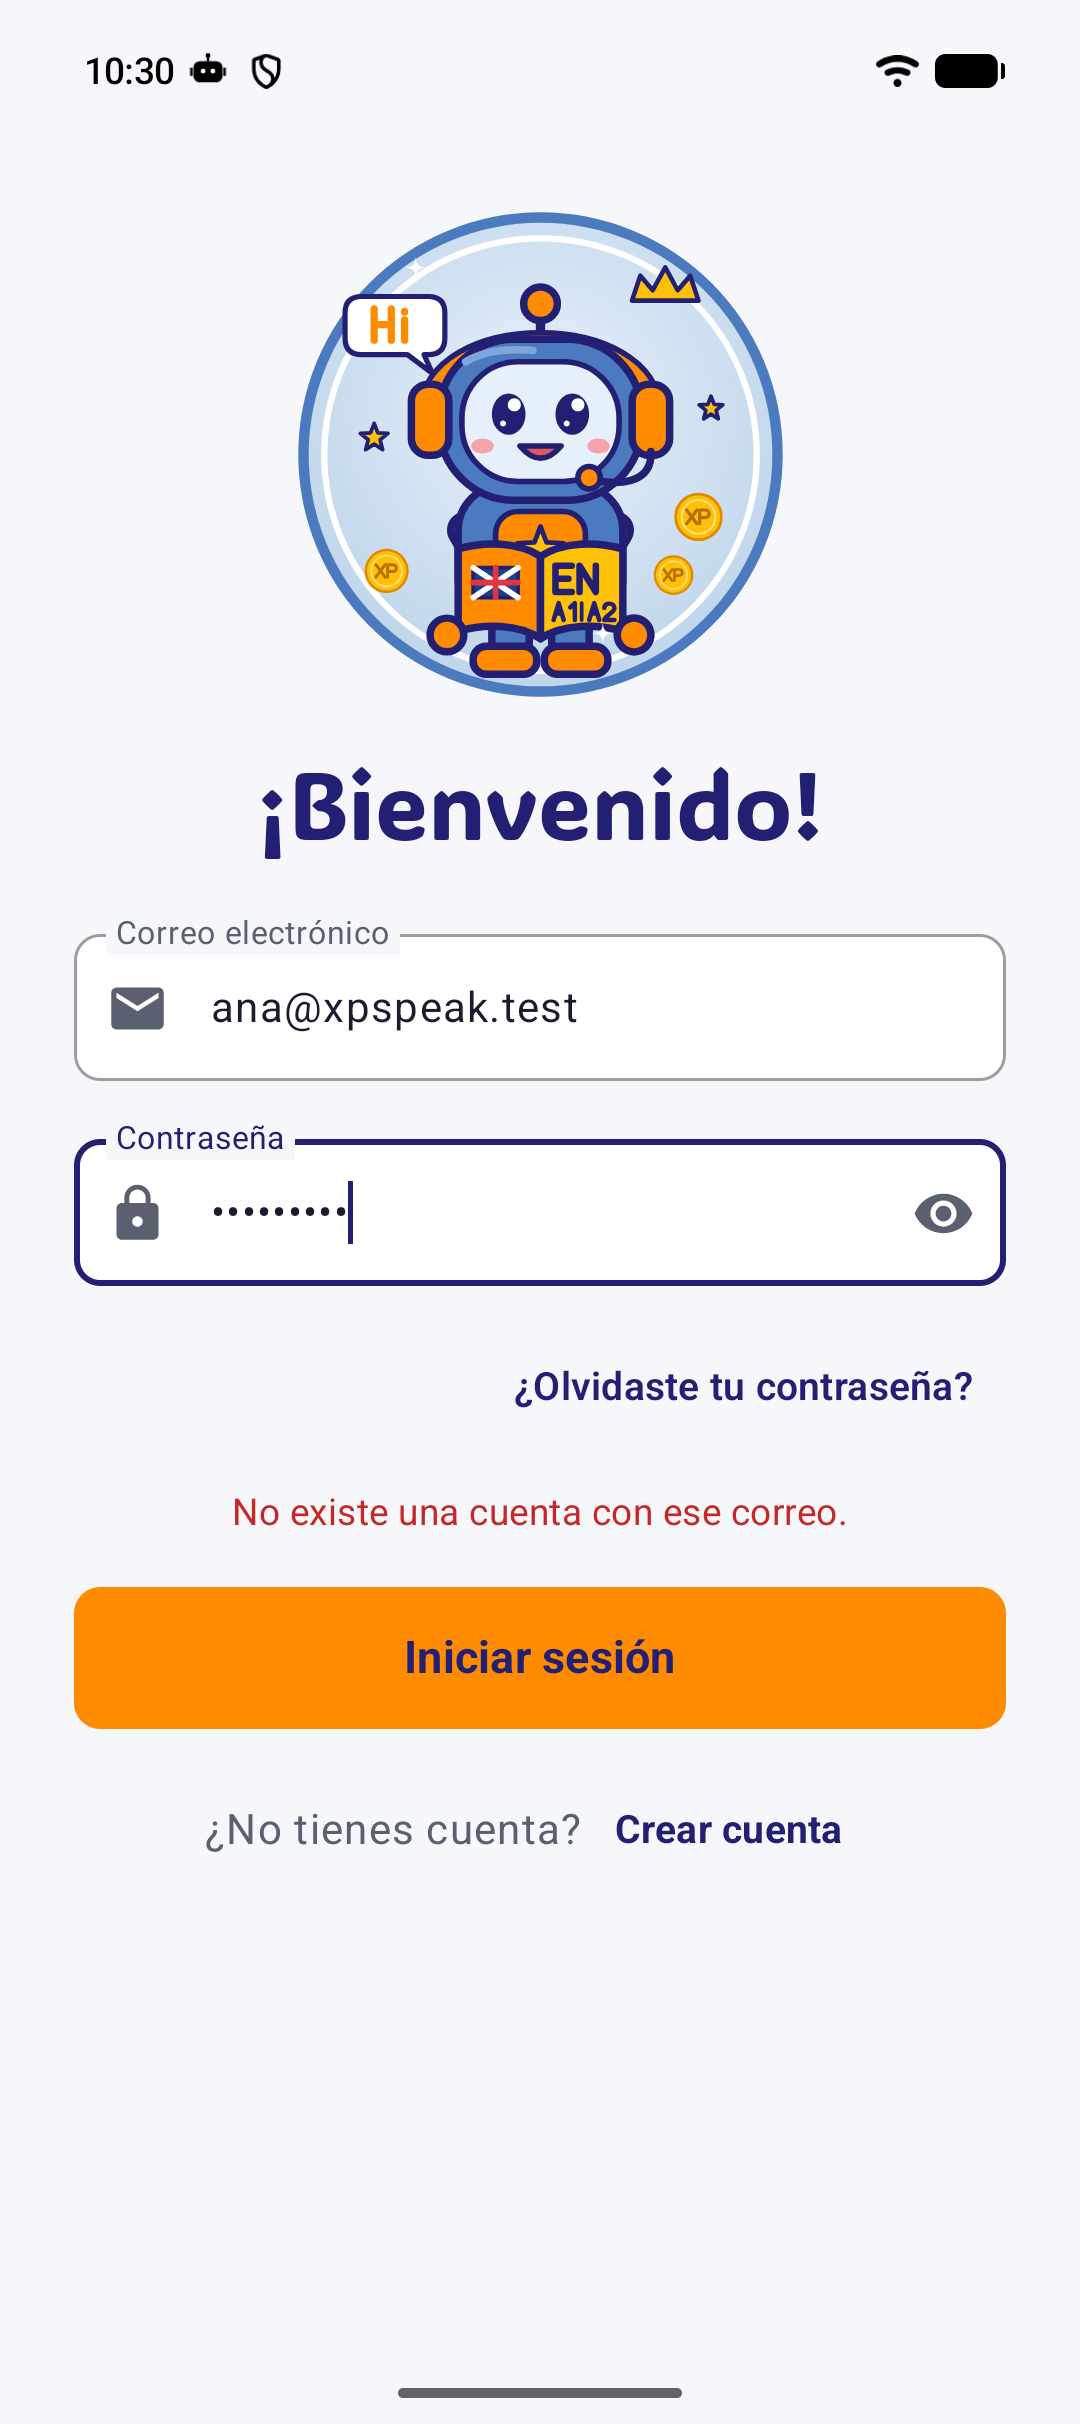 10:30
Hi
XP
XP
XP
EN
A1|A2
¡Bienvenido!
Correo electrónico
ana@xpspeak.test
Contraseña
•••••••••
¿Olvidaste tu contraseña?
No existe una cuenta con ese correo.
Iniciar sesión
¿No tienes cuenta? Crear cuenta